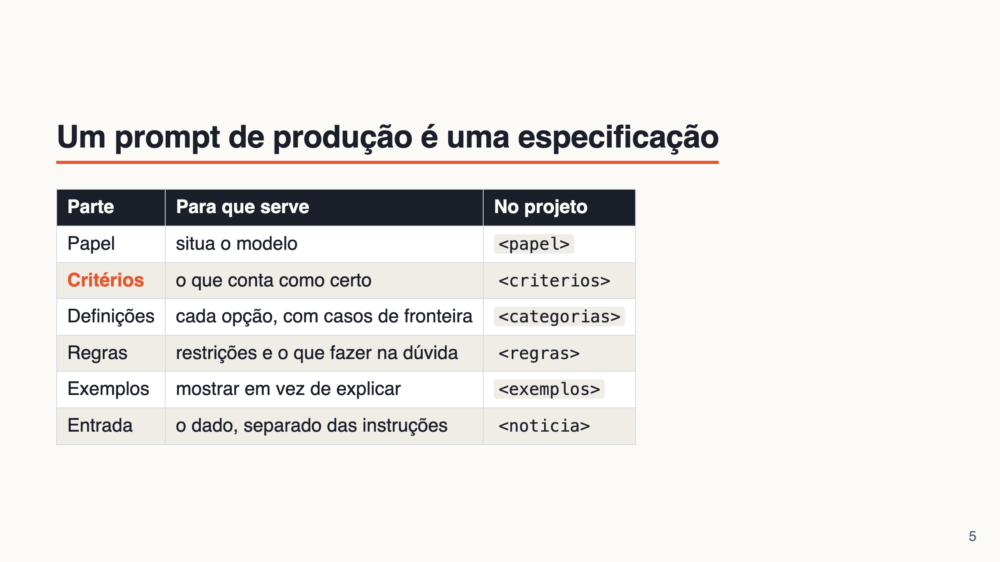 Um prompt de produção é uma especificação
Parte Para que serve No projeto
Papel situa o modelo <papel>
Critérios o que conta como certo <criterios>
Definições cada opção, com casos de fronteira <categorias>
Regras restrições e o que fazer na dúvida <regras>
Exemplos mostrar em vez de explicar <exemplos>
Entrada o dado, separado das instruções <noticia>
5